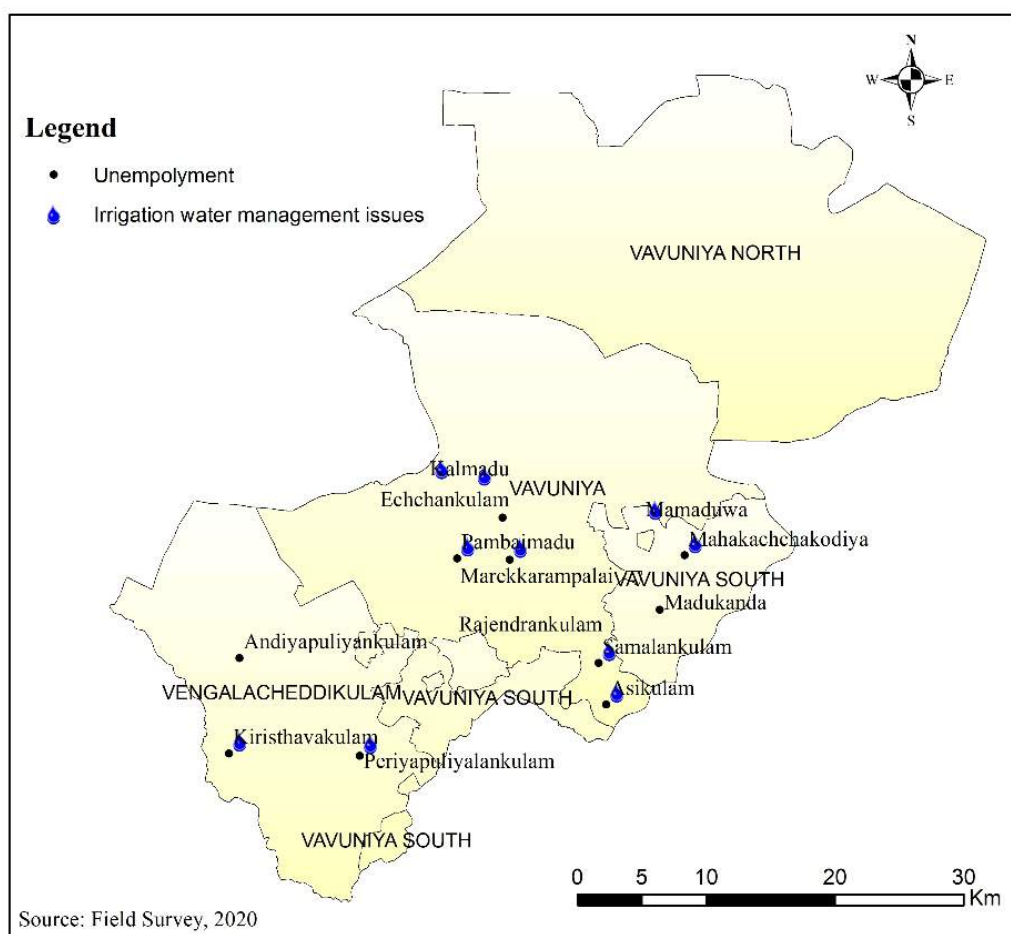 N
W E
S
Legend
Unempolyment
Irrigation water management issues
VAVUNIYA NORTH
Kalmadu
Echchankulam
VAVUNIYA
Mamaduwa
Pambaimadu
Mahakachchakodiya
Marckkarampalai
VAVUNIYA SOUTH
Madukanda
Rajendrankulam
Andiyapuliyankulam
Samalankulam
VENGALACHEDDIKULAM
VAVUNIYA SOUTH
Asikulam
Kiristhavakulam
Periyapuliyalankulam
VAVUNIYA SOUTH
0 5 10 20 30
Km
Source: Field Survey, 2020